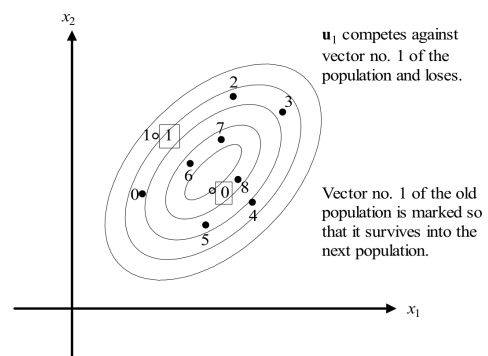 x₂
u₁ competes against
vector no. 1 of the
population and loses.
2
3
1 1
7
6
8
0
0
4
5
Vector no. 1 of the old
population is marked so
that it survives into the
next population.
x₁